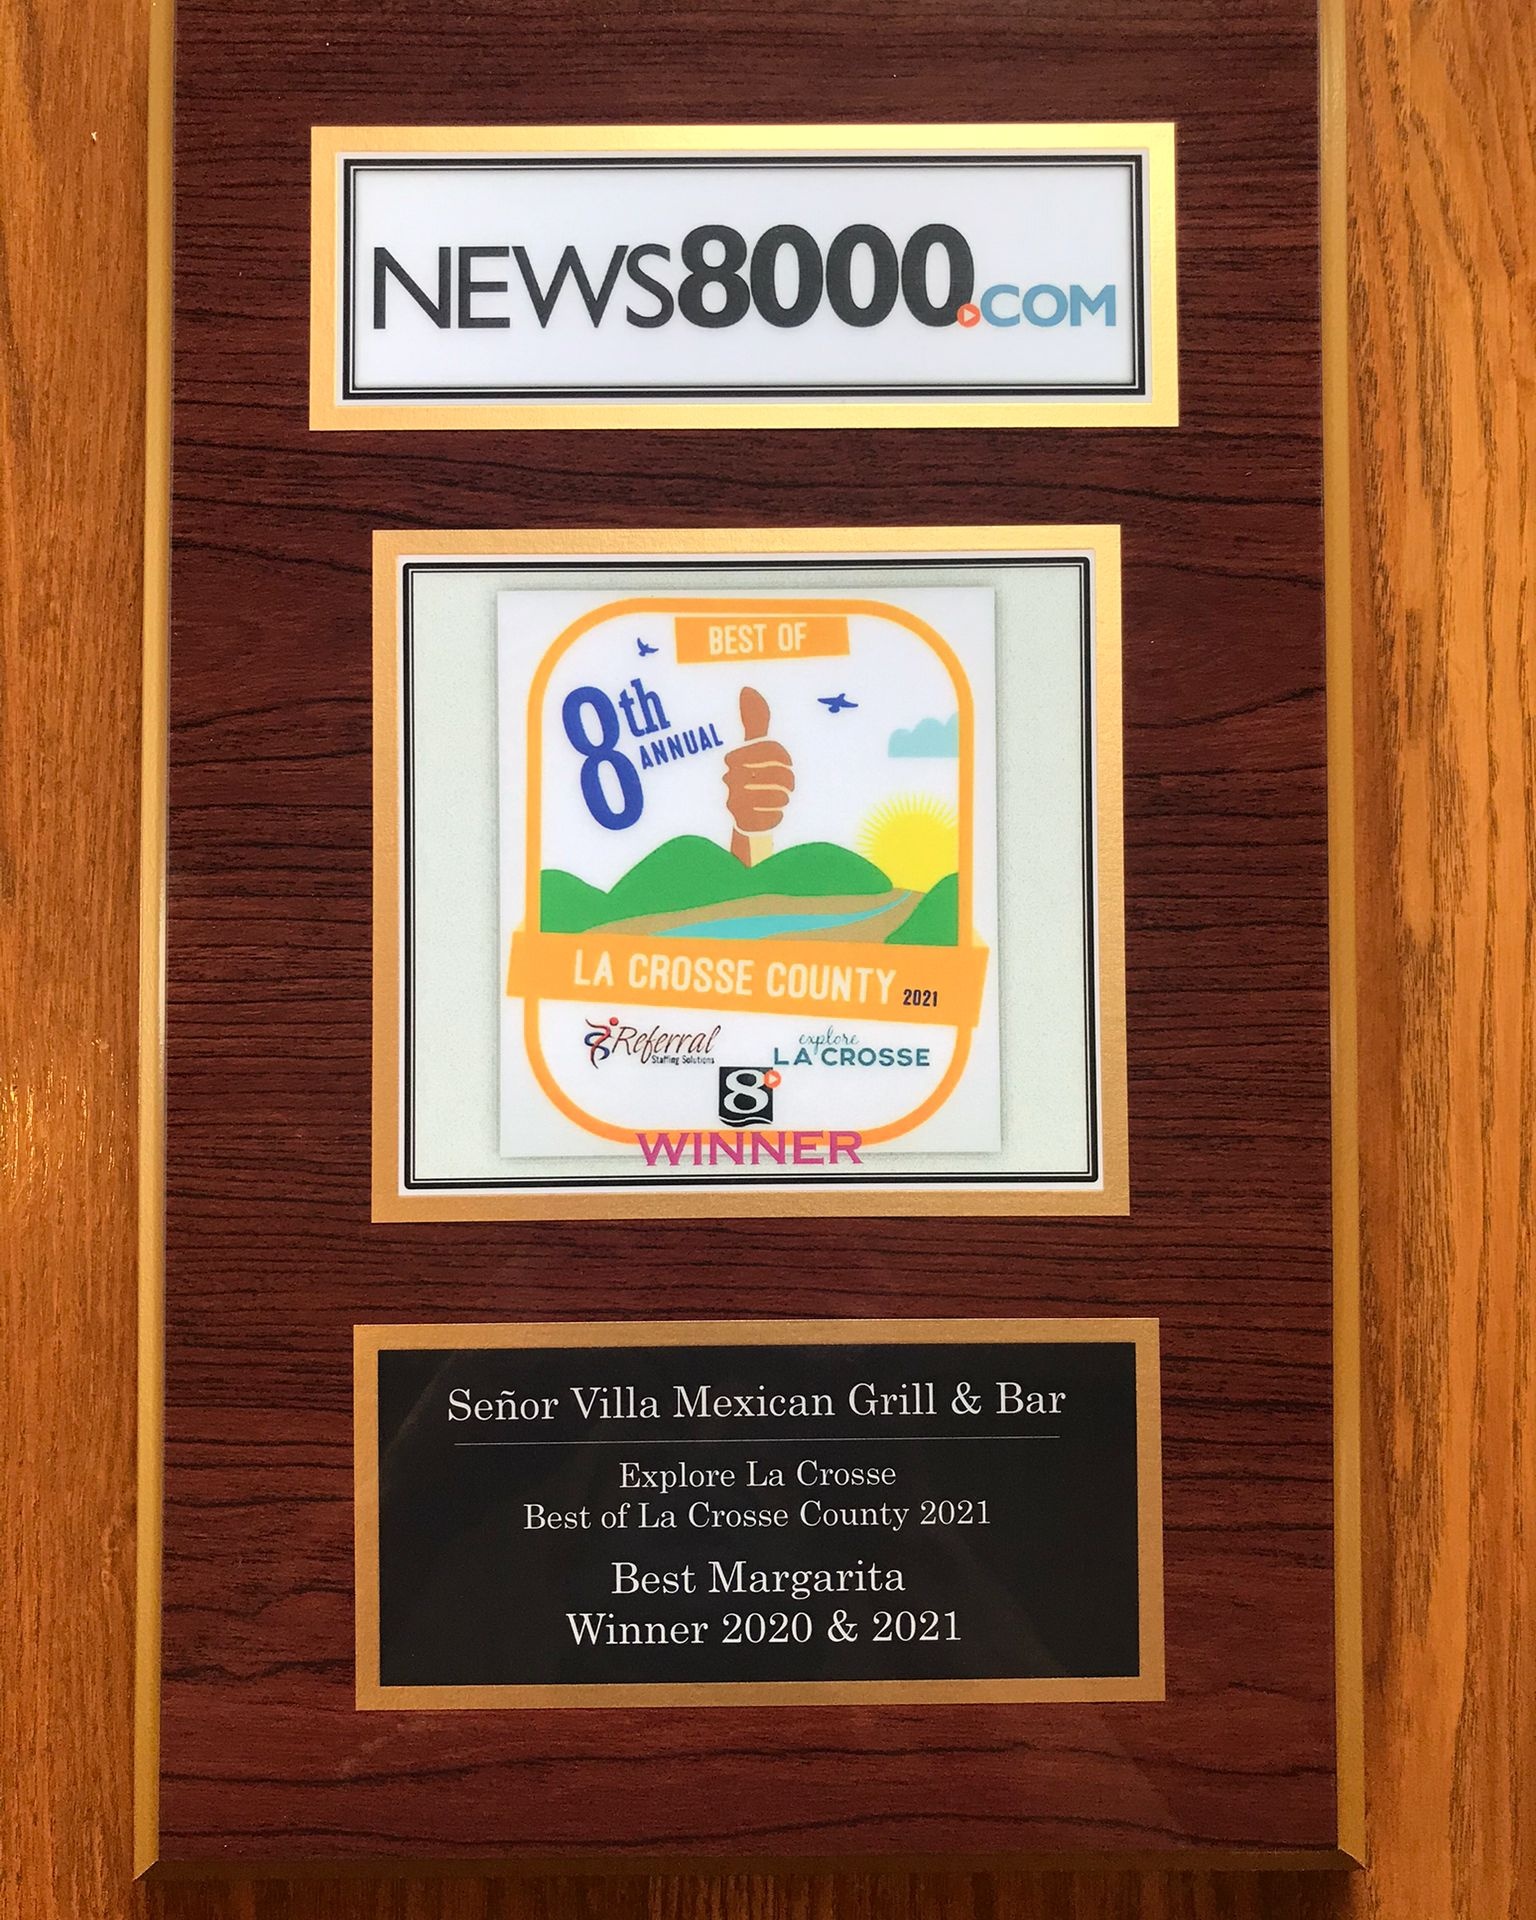 NEWS8000.COM
BEST OF
8th ANNUAL
LA CROSSE COUNTY 2021
Referral
Staffing Solutions
explore
LA CROSSE
8
WINNER
Señor Villa Mexican Grill & Bar
Explore La Crosse
Best of La Crosse County 2021
Best Margarita
Winner 2020 & 2021